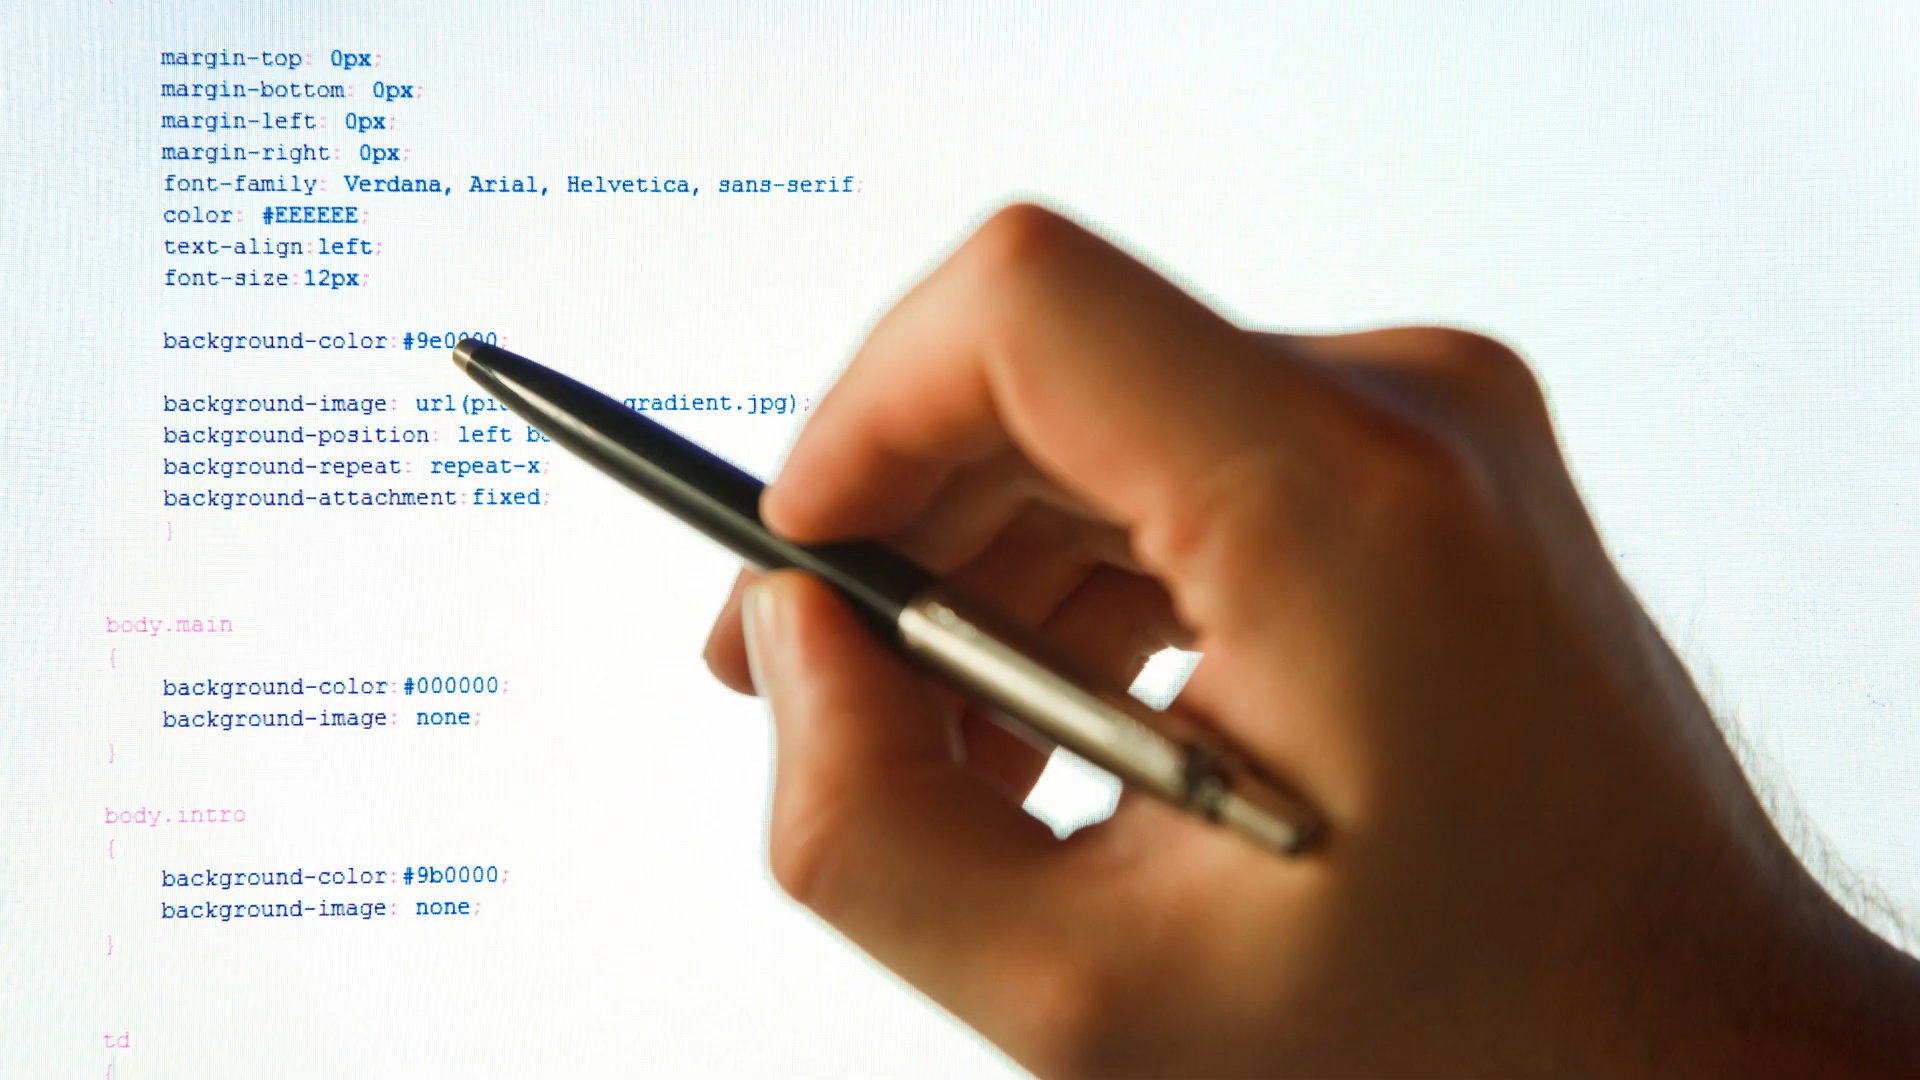 margin-top: 0px;
margin-bottom: 0px;
margin-left: 0px;
margin-right: 0px;
font-family: Verdana, Arial, Helvetica, sans-serif;
color: #EEEEEE;
text-align:left;
font-size:12px;
background-color:#9e0000;
background-image: gradient.jpg);
background-position: left
background-repeat: repeat-x;
background-attachment:fixed;
}
body.main
{
background-color:#000000;
background-image: none;
}
body.intro
{
background-color:#9b0000;
background-image: none;
}
td
{